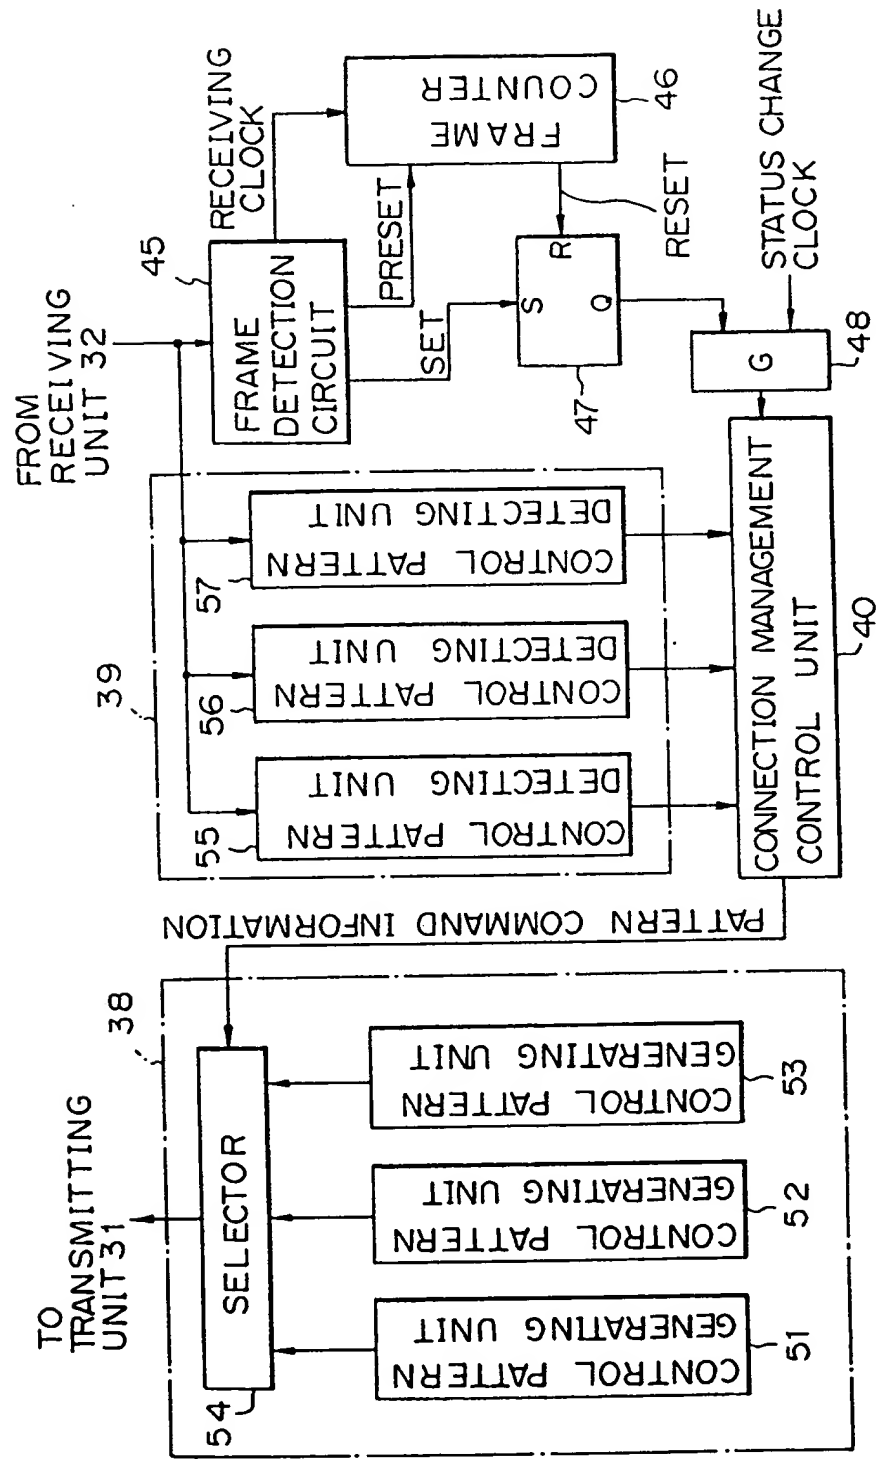 TO
TRANSMITTING
UNIT 31
38
54
SELECTOR
CONTROL PATTERN
GENERATING UNIT
51
CONTROL PATTERN
GENERATING UNIT
52
CONTROL PATTERN
GENERATING UNIT
53
PATTERN COMMAND INFORMATION
FROM
RECEIVING
UNIT 32
39
55
CONTROL PATTERN
DETECTING UNIT
56
CONTROL PATTERN
DETECTING UNIT
57
CONTROL PATTERN
DETECTING UNIT
CONNECTION MANAGEMENT
CONTROL UNIT
40
45
FRAME
DETECTION
CIRCUIT
RECEIVING
CLOCK
FRAME
COUNTER
46
PRESET
SET
RESET
S
R
Q
47
G
48
STATUS CHANGE
CLOCK